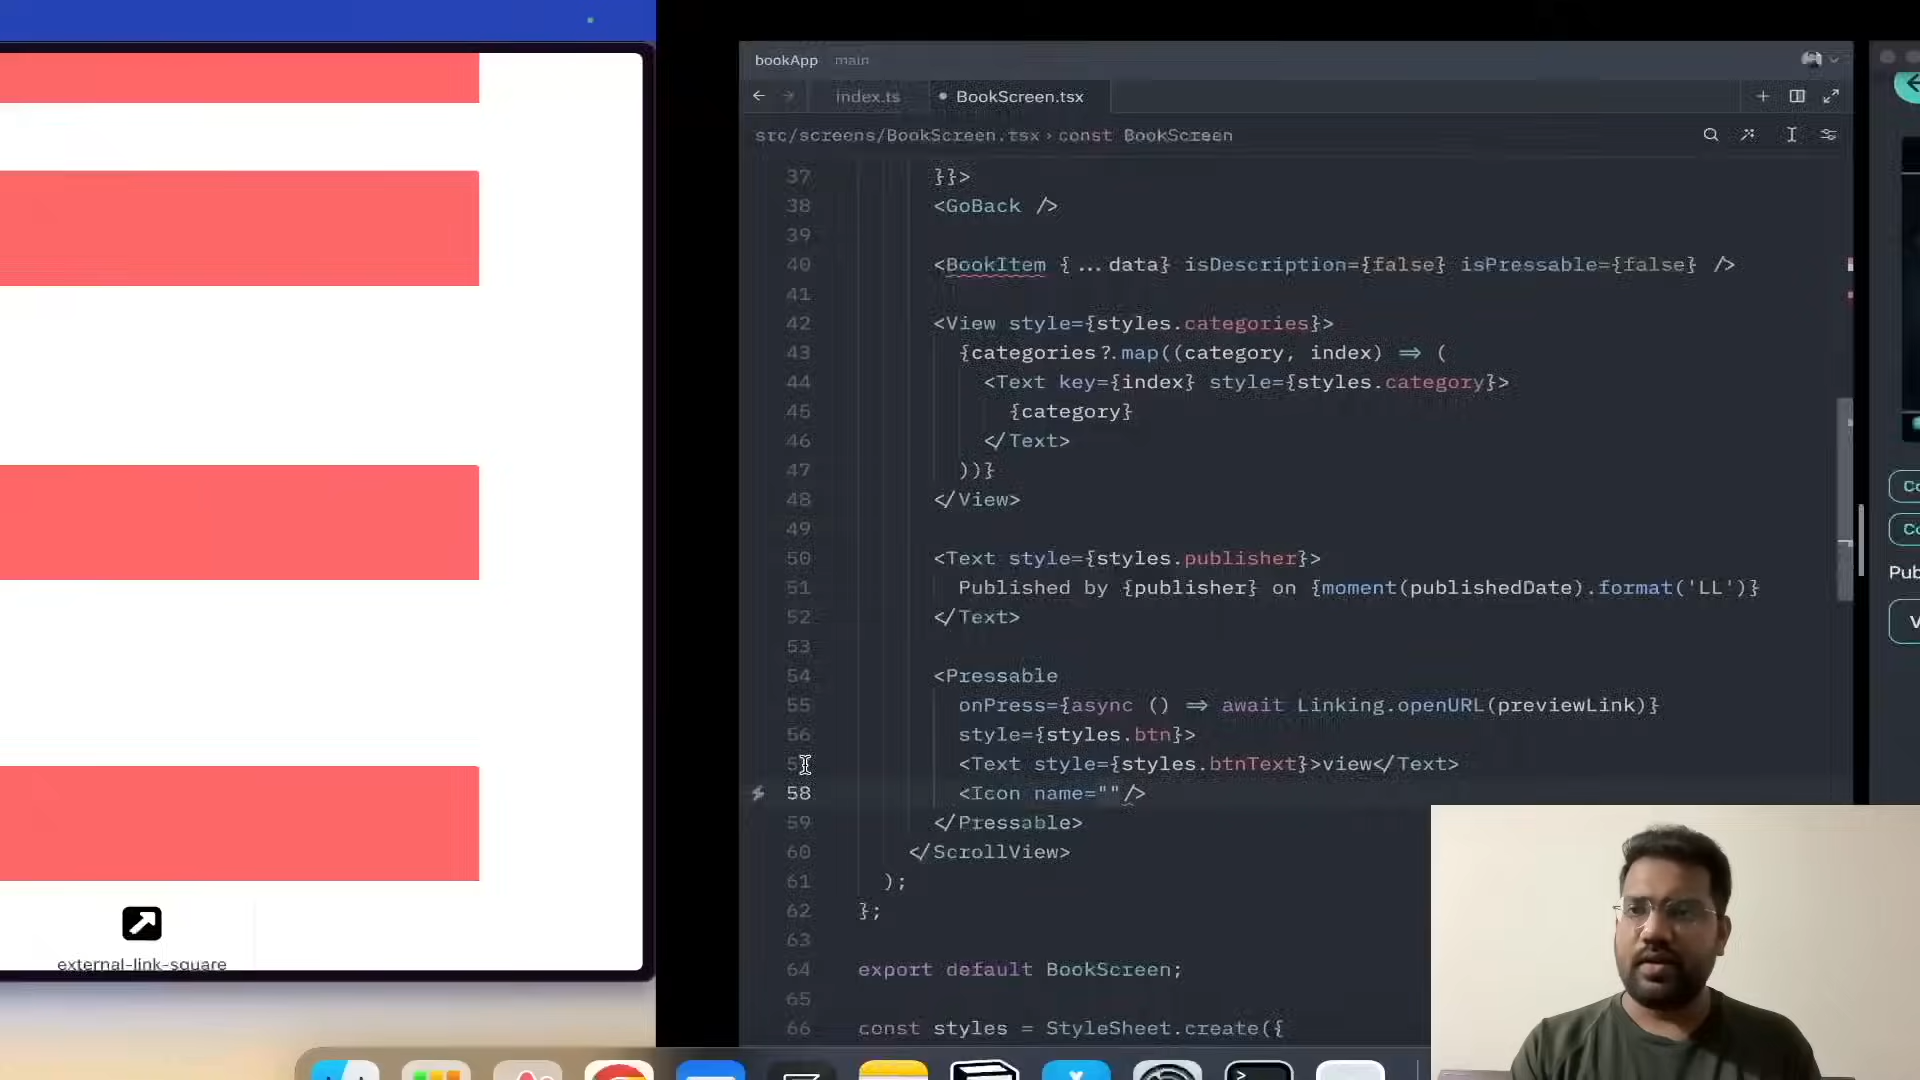 bookApp main
index.ts
BookScreen.tsx
src/screens/BookScreen.tsx › const BookScreen
37 }}>
38 <GoBack />
39
40 <BookItem {...data} isDescription={false} isPressable={false} />
41
42 <View style={styles.categories}>
43 {categories?.map((category, index) => (
44 <Text key={index} style={styles.category}>
45 {category}
46 </Text>
47 ))}
48 </View>
49
50 <Text style={styles.publisher}>
51 Published by {publisher} on {moment(publishedDate).format('LL')}
52 </Text>
53
54 <Pressable
55 onPress={async () => await Linking.openURL(previewLink)}
56 style={styles.btn}>
<Text style={styles.btnText}>view</Text>
58 <Icon name=""/>
59 </Pressable>
60 </ScrollView>
61 );
62 };
63
64 export default BookScreen;
65
66 const styles = StyleSheet.create({
external-link-square
Co
Co
Pub
V